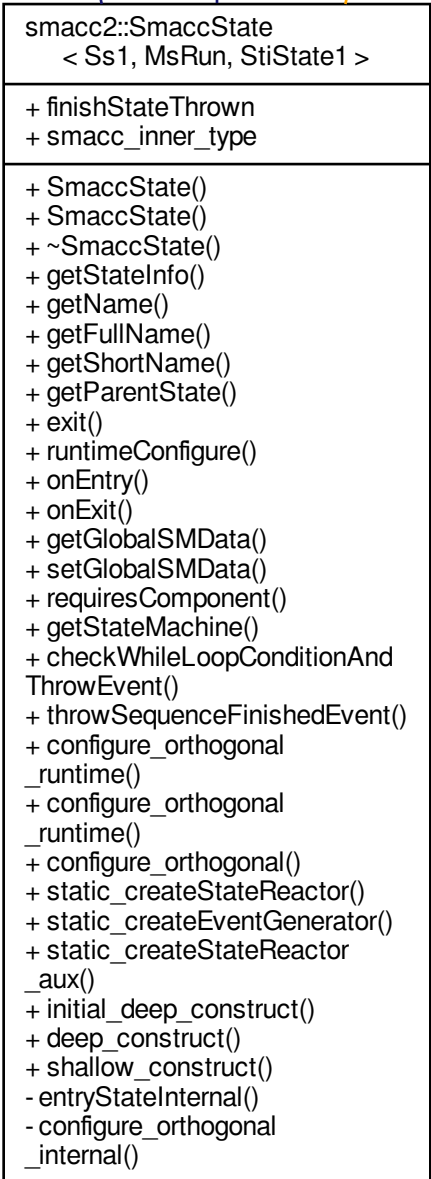 smacc2::SmaccState
< Ss1, MsRun, StiState1 >
+ finishStateThrown
+ smacc_inner_type
+ SmaccState()
+ SmaccState()
+ ~SmaccState()
+ getStateInfo()
+ getName()
+ getFullName()
+ getShortName()
+ getParentState()
+ exit()
+ runtimeConfigure()
+ onEntry()
+ onExit()
+ getGlobalSMData()
+ setGlobalSMData()
+ requiresComponent()
+ getStateMachine()
+ checkWhileLoopConditionAnd
ThrowEvent()
+ throwSequenceFinishedEvent()
+ configure_orthogonal
_runtime()
+ configure_orthogonal
_runtime()
+ configure_orthogonal()
+ static_createStateReactor()
+ static_createEventGenerator()
+ static_createStateReactor
_aux()
+ initial_deep_construct()
+ deep_construct()
+ shallow_construct()
- entryStateInternal()
- configure_orthogonal
_internal()